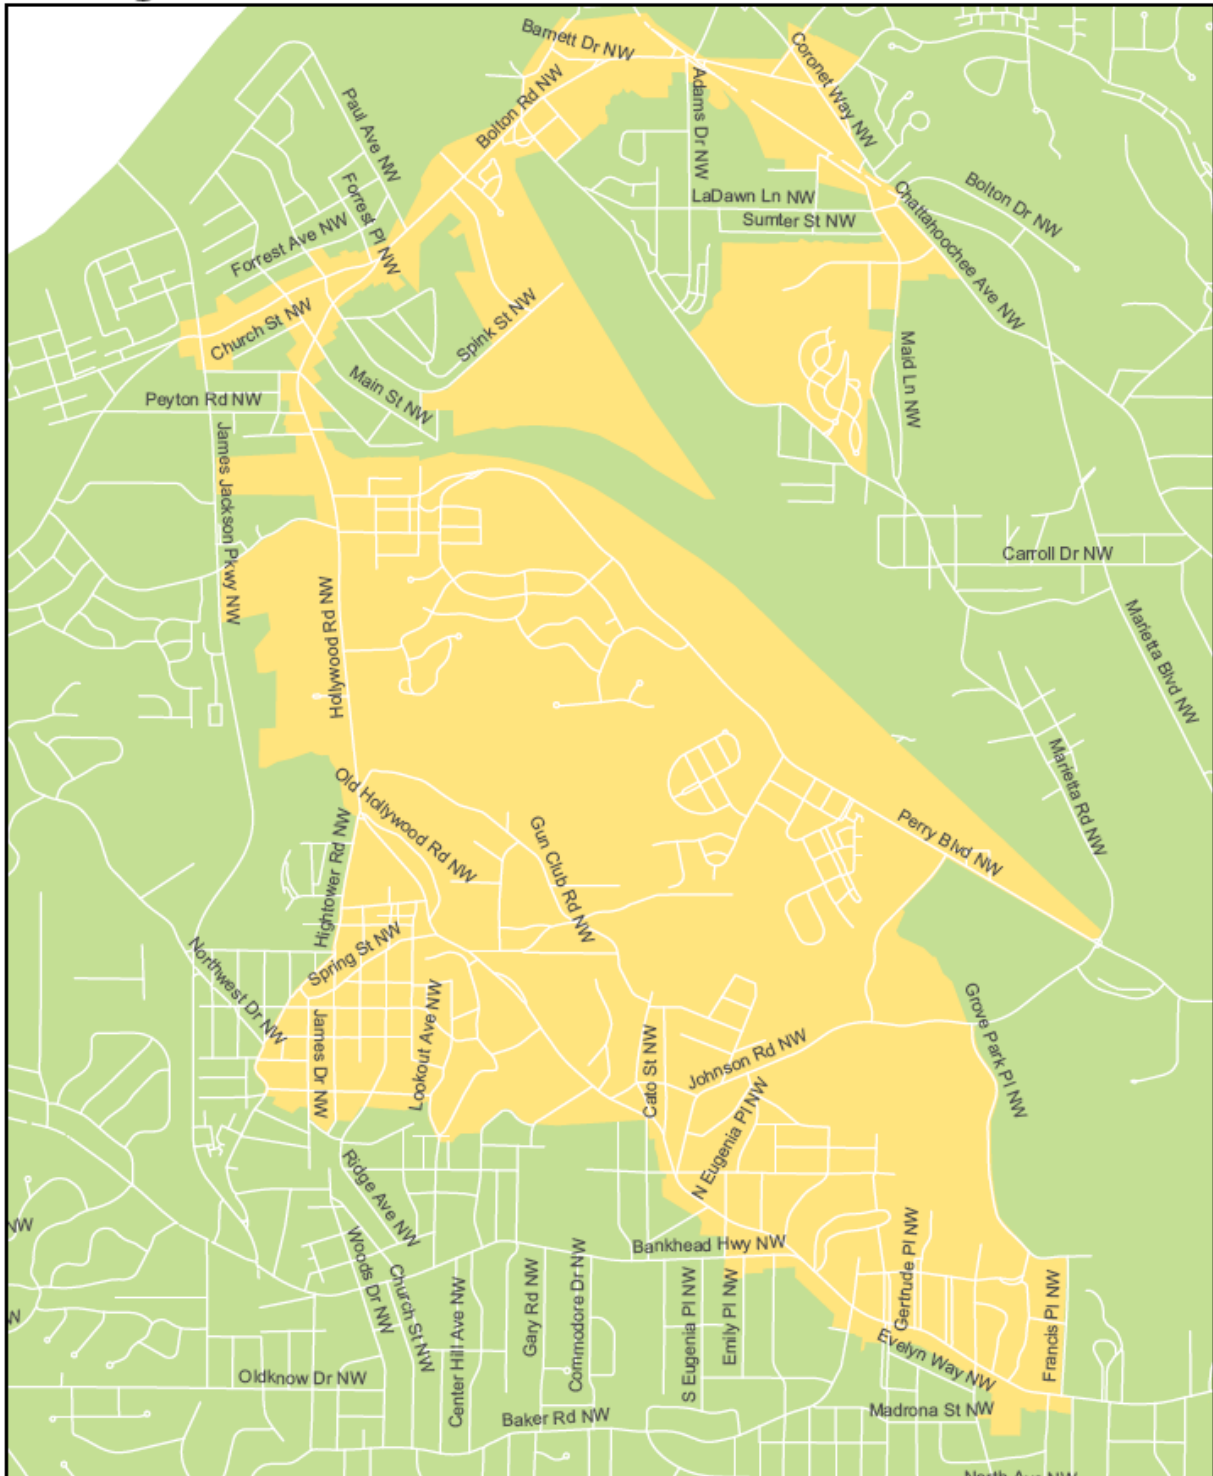 Barnett Dr NW
Coronet Way NW
Bolton Rd NW
Adams Dr NW
Paul Ave NW
LaDawn Ln NW
Bolton Dr NW
Forrest Pl NW
Sumter St NW
Chattahoochee Ave NW
Forrest Ave NW
Church St NW
Spink St NW
Maid Ln NW
Main St NW
Peyton Rd NW
James Jackson Pkwy NW
Carroll Dr NW
Hollywood Rd NW
Marietta Blvd NW
Marietta Rd NW
Old Hollywood Rd NW
Hightower Rd NW
Gun Club Rd NW
Perry Blvd NW
Spring St NW
Northwest Dr NW
Lookout Ave NW
James Dr NW
Grove Park Pl NW
Cato St NW
Johnson Rd NW
N Eugenia Pl NW
Ridge Ave NW
NW
Woods Dr NW
Bankhead Hwy NW
Gertrude Pl NW
Church St NW
Center Hill Ave NW
Gary Rd NW
Commodore Dr NW
S Eugenia Pl NW
Emily Pl NW
Francis Pl NW
Evelyn Way NW
Oldknow Dr NW
Baker Rd NW
Madrona St NW
North Ave NW